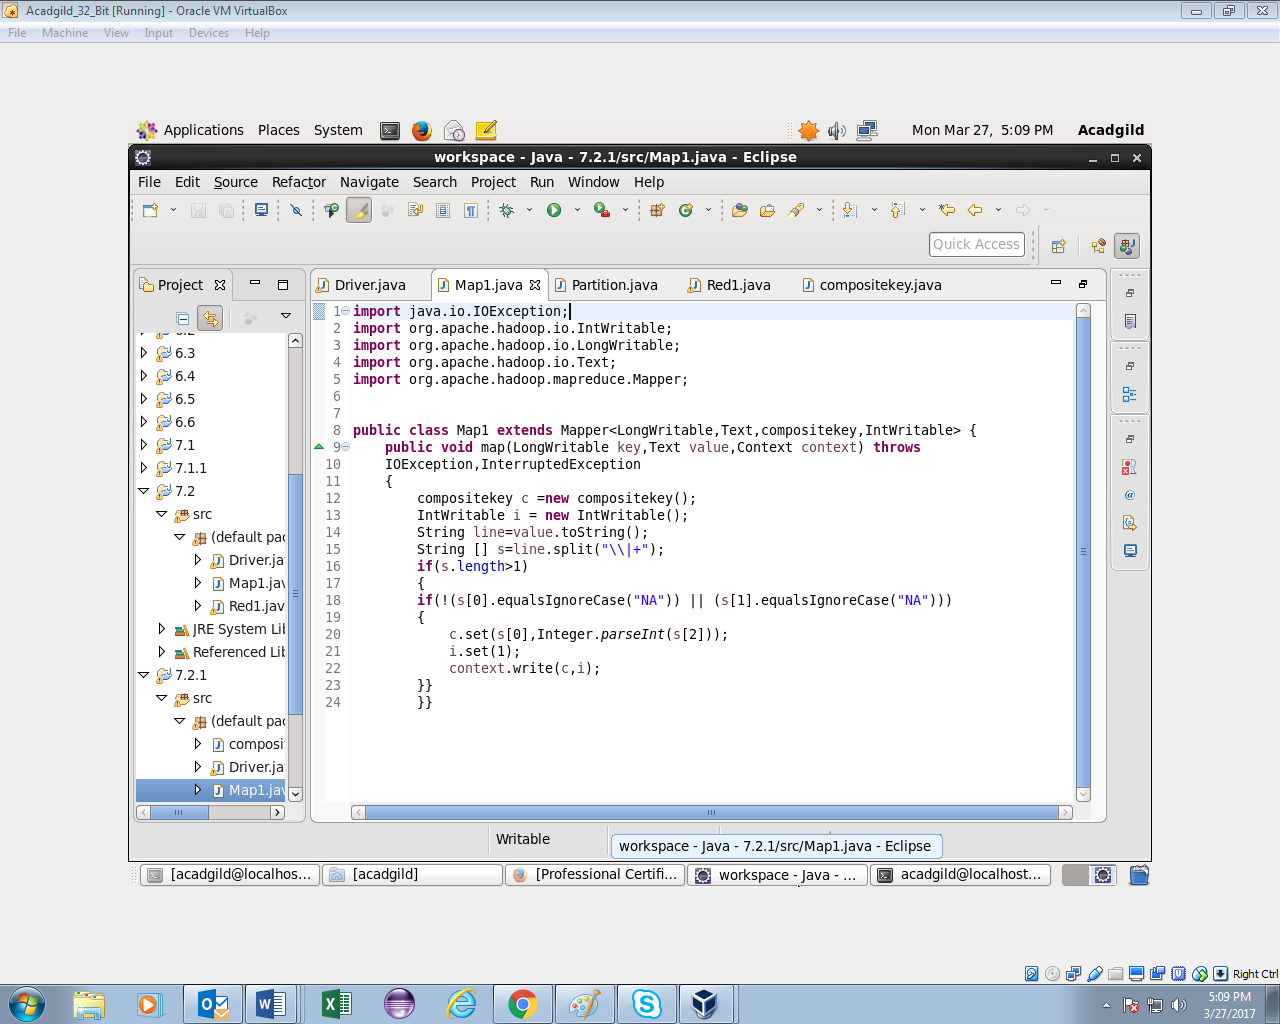 Acadgild_32_Bit [Running] - Oracle VM VirtualBox
File Machine View Input Devices Help
Applications Places System
Mon Mar 27, 5:09 PM Acadgild
workspace - Java - 7.2.1/src/Map1.java - Eclipse
File Edit Source Refactor Navigate Search Project Run Window Help
Quick Access
Project
Driver.java Map1.java Partition.java Red1.java compositekey.java
6.3
6.4
6.5
6.6
7.1
7.1.1
7.2
src
(default pac
Driver.ja
Map1.jav
Red1.jav
JRE System Lib
Referenced Lib
7.2.1
src
(default pac
composi
Driver.ja
Map1.jav
1 import java.io.IOException;
2 import org.apache.hadoop.io.IntWritable;
3 import org.apache.hadoop.io.LongWritable;
4 import org.apache.hadoop.io.Text;
5 import org.apache.hadoop.mapreduce.Mapper;
6
7
8 public class Map1 extends Mapper<LongWritable,Text,compositekey,IntWritable> {
9 public void map(LongWritable key,Text value,Context context) throws
10 IOException,InterruptedException
11 {
12 compositekey c =new compositekey();
13 IntWritable i = new IntWritable();
14 String line=value.toString();
15 String [] s=line.split("\\|+");
16 if(s.length>1)
17 {
18 if(!(s[0].equalsIgnoreCase("NA")) || (s[1].equalsIgnoreCase("NA")))
19 {
20 c.set(s[0],Integer.parseInt(s[2]));
21 i.set(1);
22 context.write(c,i);
23 }}
24 }}
Writable
workspace - Java - 7.2.1/src/Map1.java - Eclipse
[acadgild@localhos... [acadgild] [Professional Certifi... workspace - Java - ... acadgild@localhost...
Right Ctrl
5:09 PM
3/27/2017